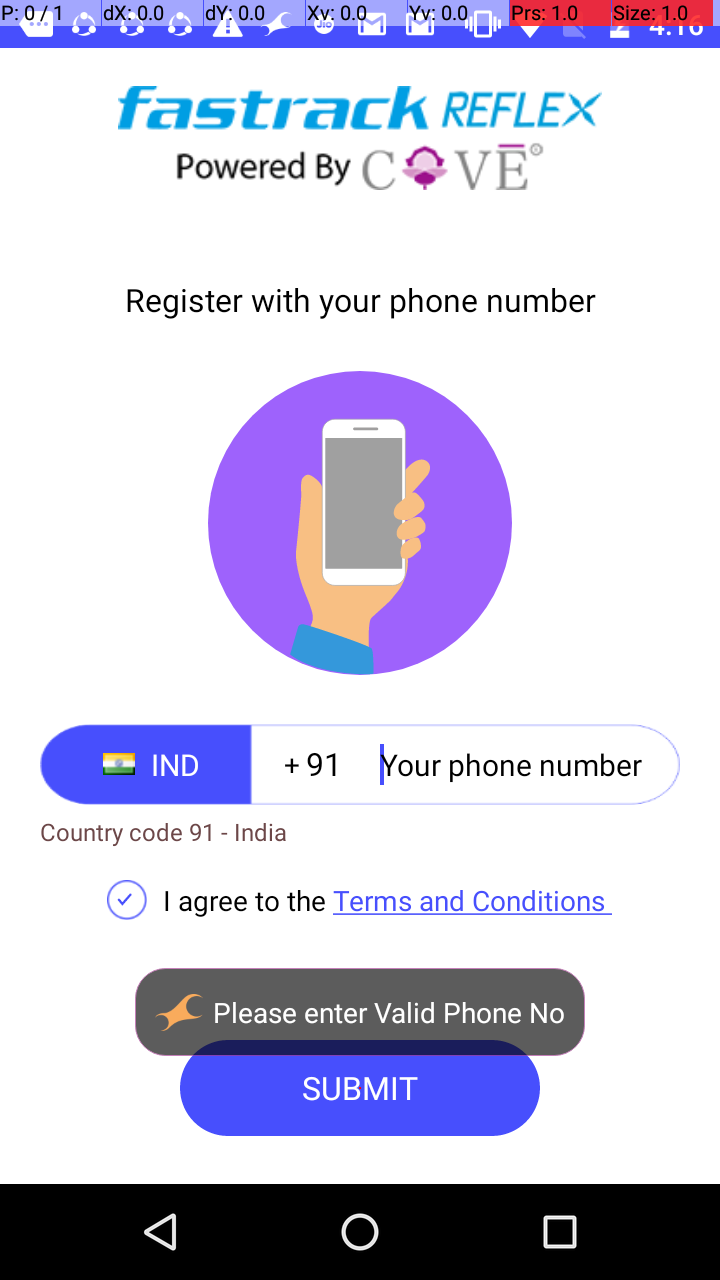 P: 0 / 1 dX: 0.0 dY: 0.0 Xv: 0.0 Yv: 0.0 Prs: 1.0 Size: 1.0
4:16
fastrack REFLEX
Powered By COVE
Register with your phone number
IND + 91 Your phone number
Country code 91 - India
I agree to the Terms and Conditions
Please enter Valid Phone No
SUBMIT